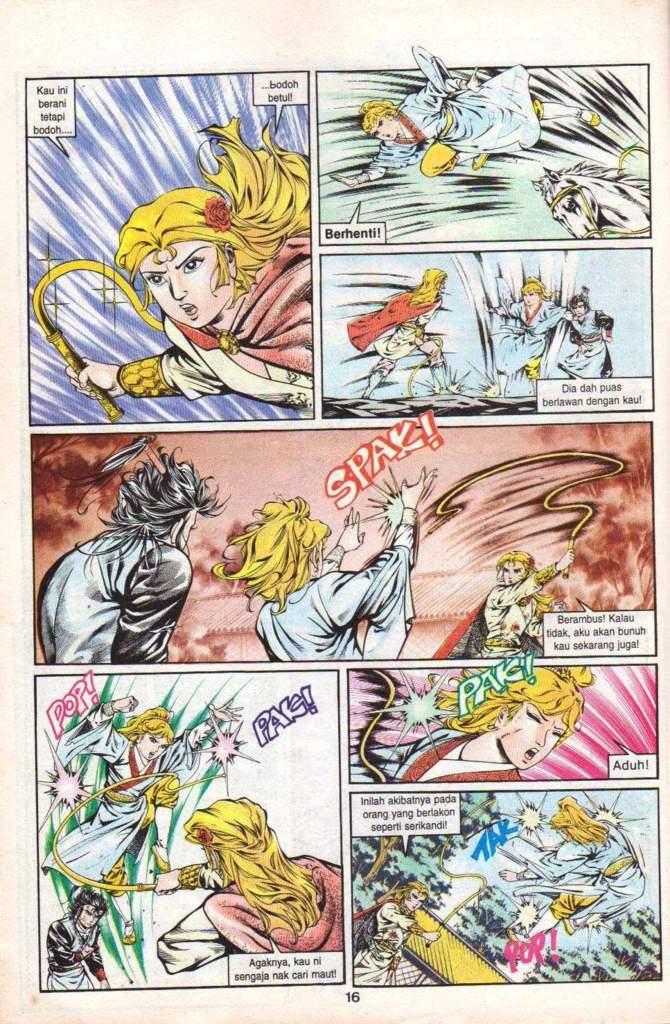 Kau ini
berani
tetapi
bodoh....
...bodoh
betul!
Berhenti!
Dia dah puas
berlawan dengan kau!
SPAK!
Berambus! Kalau
tidak, aku akan bunuh
kau sekarang juga!
POP!
PAK!
Agaknya, kau ni
sengaja nak cari maut!
PAK!
Aduh!
Inilah akibatnya pada
orang yang berlakon
seperti serikandi!
TAK
POP!
16